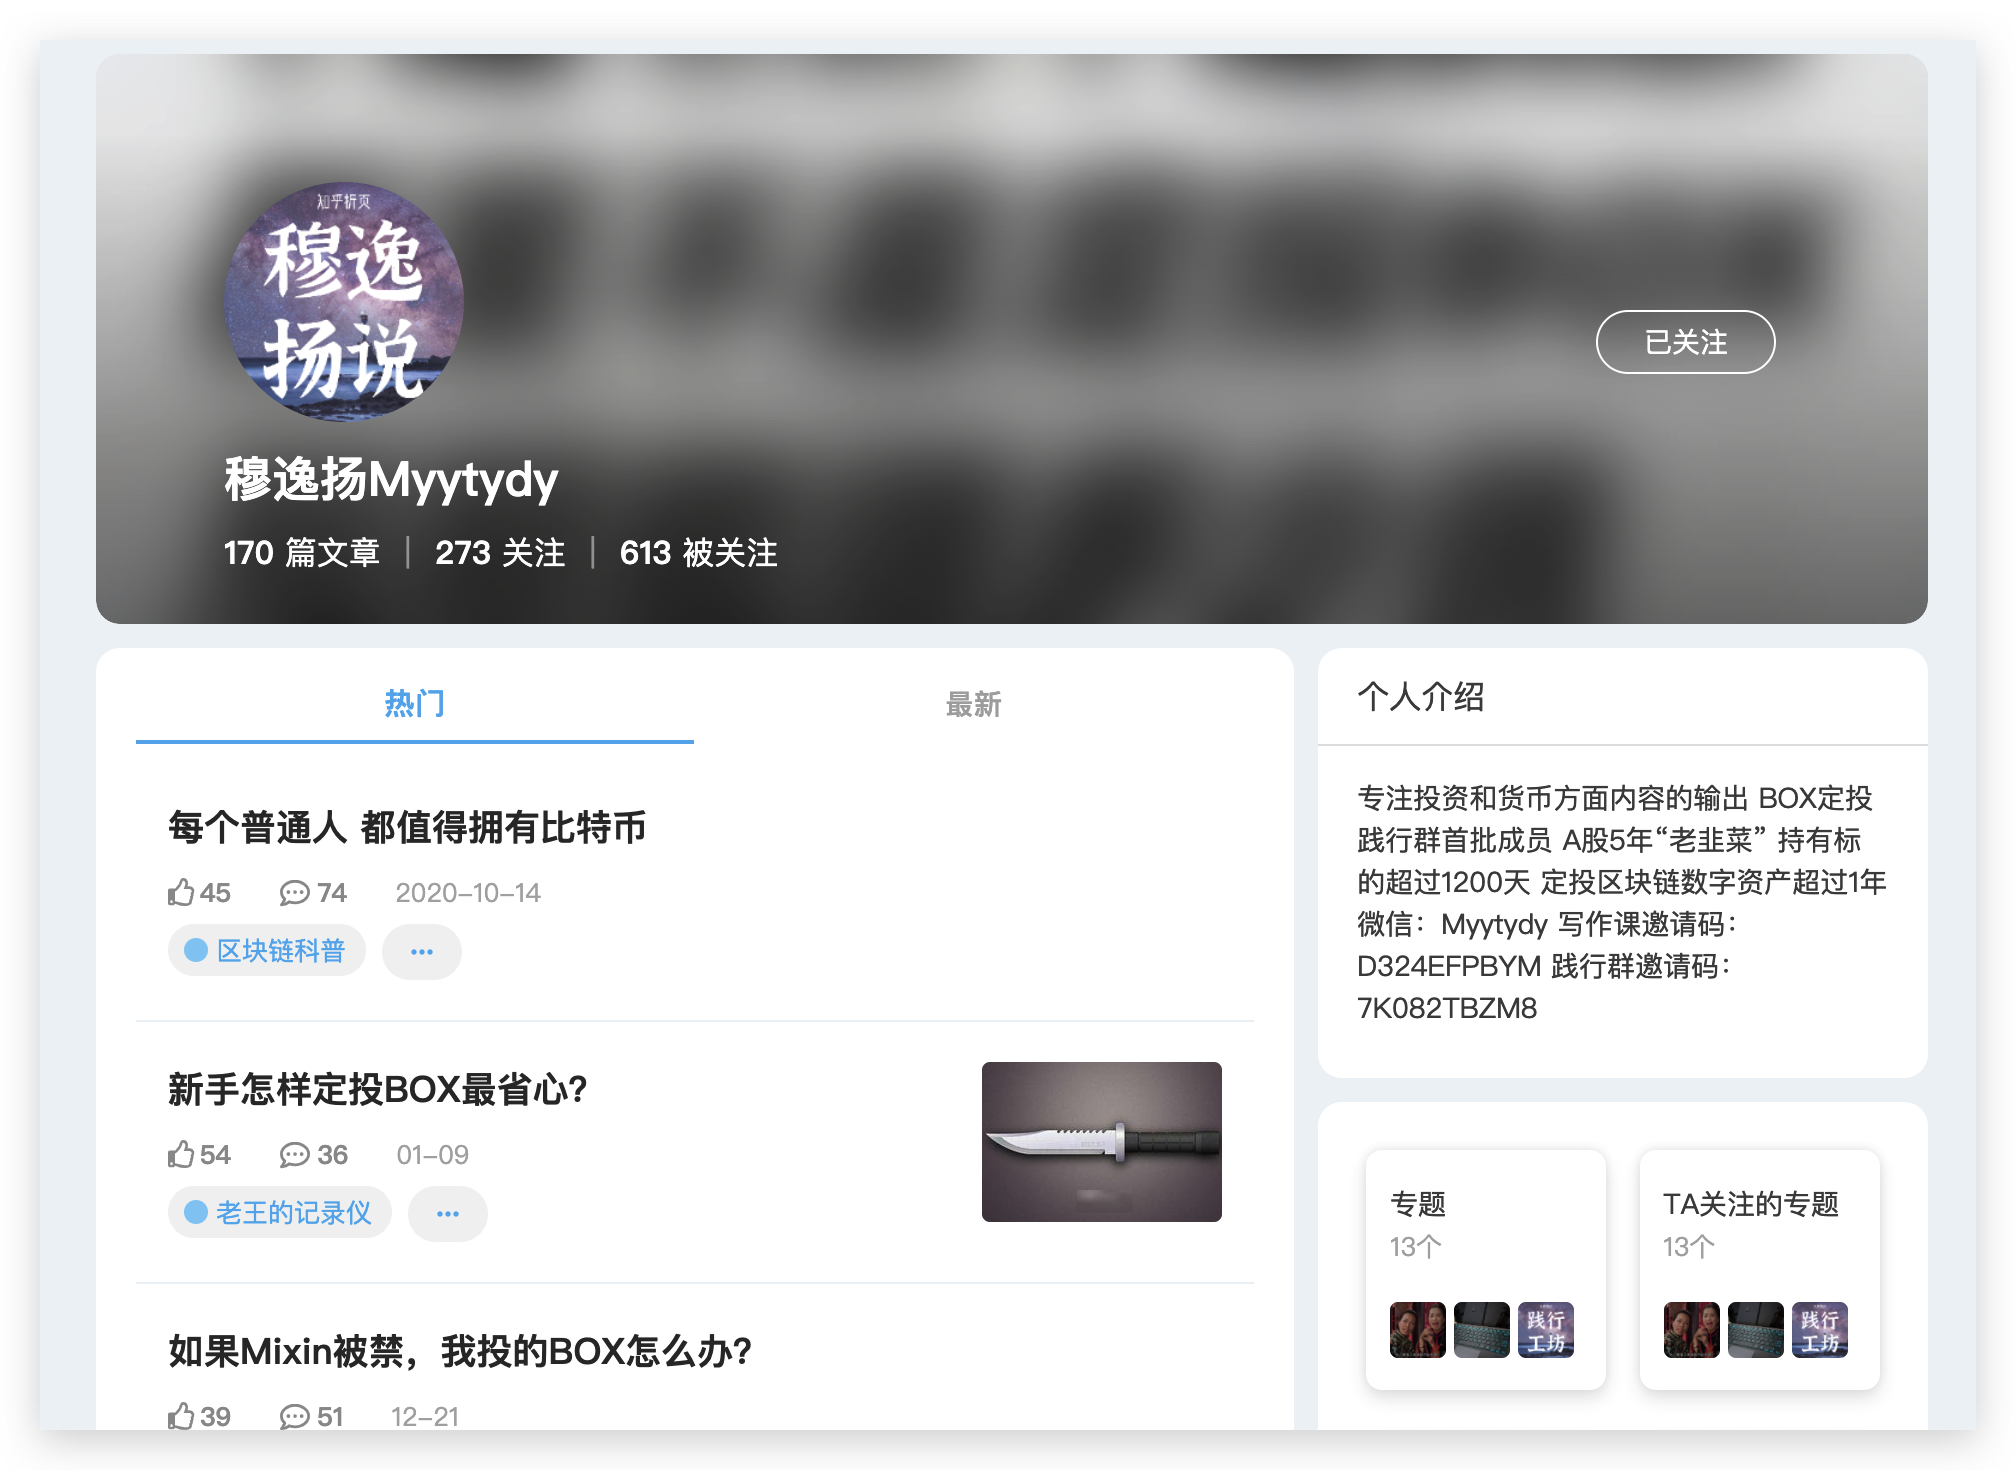 知乎折页
穆逸
扬说
已关注
穆逸扬Myytydy
170 篇文章 | 273 关注 | 613 被关注
热门
最新
每个普通人 都值得拥有比特币
45 74 2020-10-14
区块链科普 ···
新手怎样定投BOX最省心？
54 36 01-09
老王的记录仪 ···
如果Mixin被禁，我投的BOX怎么办？
39 51 12-21
个人介绍
专注投资和货币方面内容的输出 BOX定投
践行群首批成员 A股5年“老韭菜” 持有标
的超过1200天 定投区块链数字资产超过1年
微信：Myytydy 写作课邀请码：
D324EFPBYM 践行群邀请码：
7K082TBZM8
专题
13个
践行
工坊
TA关注的专题
13个
践行
工坊